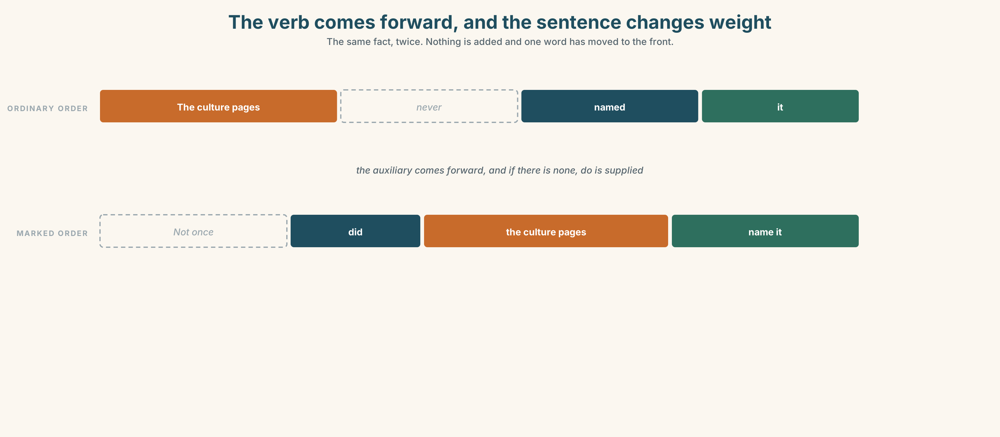 The verb comes forward, and the sentence changes weight
The same fact, twice. Nothing is added and one word has moved to the front.
ORDINARY ORDER The culture pages never named it
the auxiliary comes forward, and if there is none, do is supplied
MARKED ORDER Not once did the culture pages name it